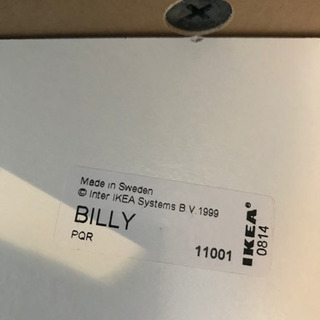 Made in Sweden
© Inter IKEA Systems B V 1999
BILLY
PQR
11001
IKEA®
0814